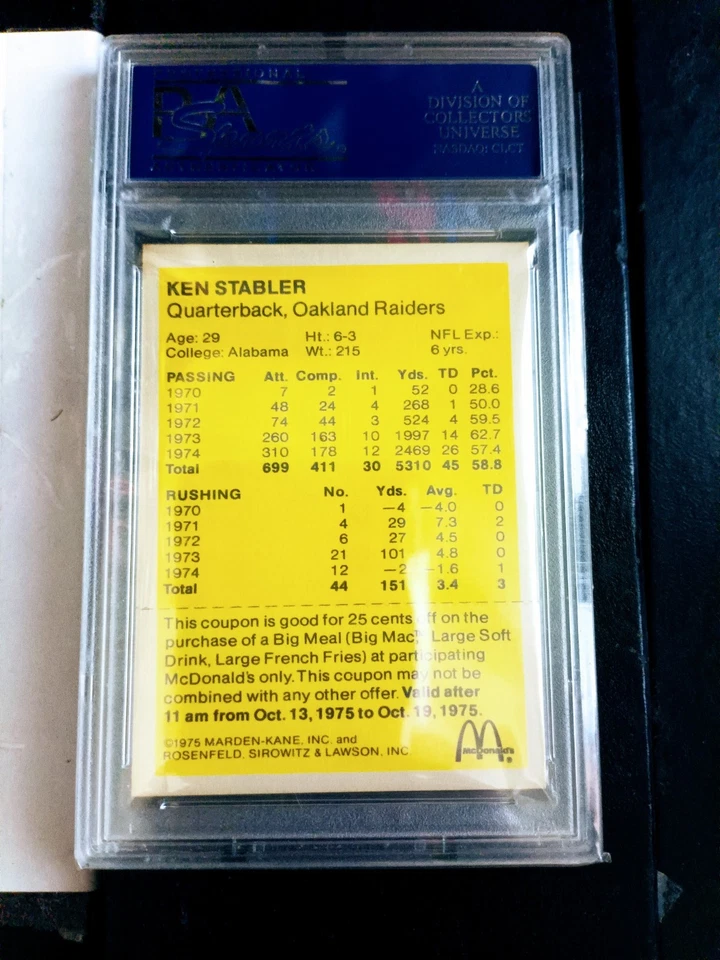 PSA
A
DIVISION OF
COLLECTORS
UNIVERSE
NASDAQ: CLCT
KEN STABLER
Quarterback, Oakland Raiders
Age: 29 Ht.: 6-3 NFL Exp.:
College: Alabama Wt.: 215 6 yrs.
PASSING Att. Comp. Int. Yds. TD Pct.
1970 7 2 1 52 0 28.6
1971 48 24 4 268 1 50.0
1972 74 44 3 524 4 59.5
1973 260 163 10 1997 14 62.7
1974 310 178 12 2469 26 57.4
Total 699 411 30 5310 45 58.8
RUSHING No. Yds. Avg. TD
1970 1 —4 —4.0 0
1971 4 29 7.3 2
1972 6 27 4.5 0
1973 21 101 4.8 0
1974 12 —2 —1.6 1
Total 44 151 3.4 3
This coupon is good for 25 cents off on the
purchase of a Big Meal (Big Mac™ Large Soft
Drink, Large French Fries) at participating
McDonald's only. This coupon may not be
combined with any other offer. Valid after
11 am from Oct. 13, 1975 to Oct. 19, 1975.
©1975 MARDEN-KANE, INC. and
ROSENFELD, SIROWITZ & LAWSON, INC.
McDonald's®